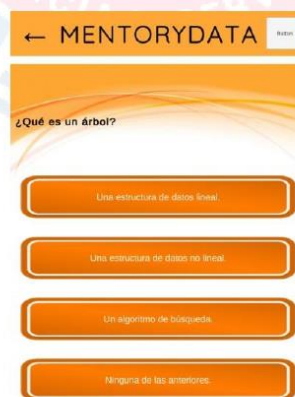 ← MENTORYDATA
Button
¿Qué es un árbol?
Una estructura de datos lineal.
Una estructura de datos no lineal.
Un algoritmo de búsqueda.
Ninguna de las anteriores.